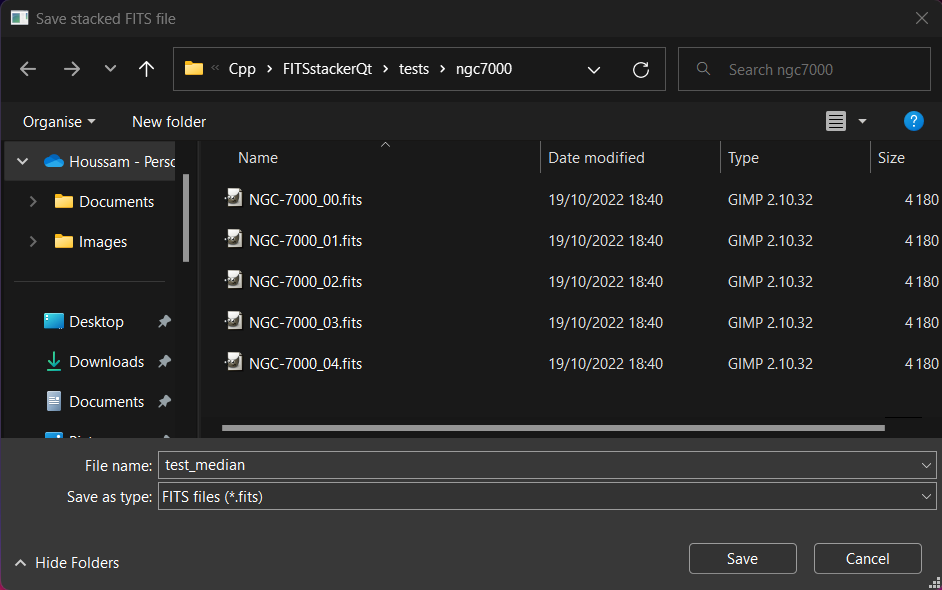 Save stacked FITS file
« Cpp › FITSstackerQt › tests › ngc7000
Search ngc7000
Organise
New folder
?
Houssam - Perso
Documents
Images
Desktop
Downloads
Documents
Name Date modified Type Size
NGC-7000_00.fits 19/10/2022 18:40 GIMP 2.10.32 4 180
NGC-7000_01.fits 19/10/2022 18:40 GIMP 2.10.32 4 180
NGC-7000_02.fits 19/10/2022 18:40 GIMP 2.10.32 4 180
NGC-7000_03.fits 19/10/2022 18:40 GIMP 2.10.32 4 180
NGC-7000_04.fits 19/10/2022 18:40 GIMP 2.10.32 4 180
File name: test_median
Save as type: FITS files (*.fits)
Hide Folders
Save
Cancel